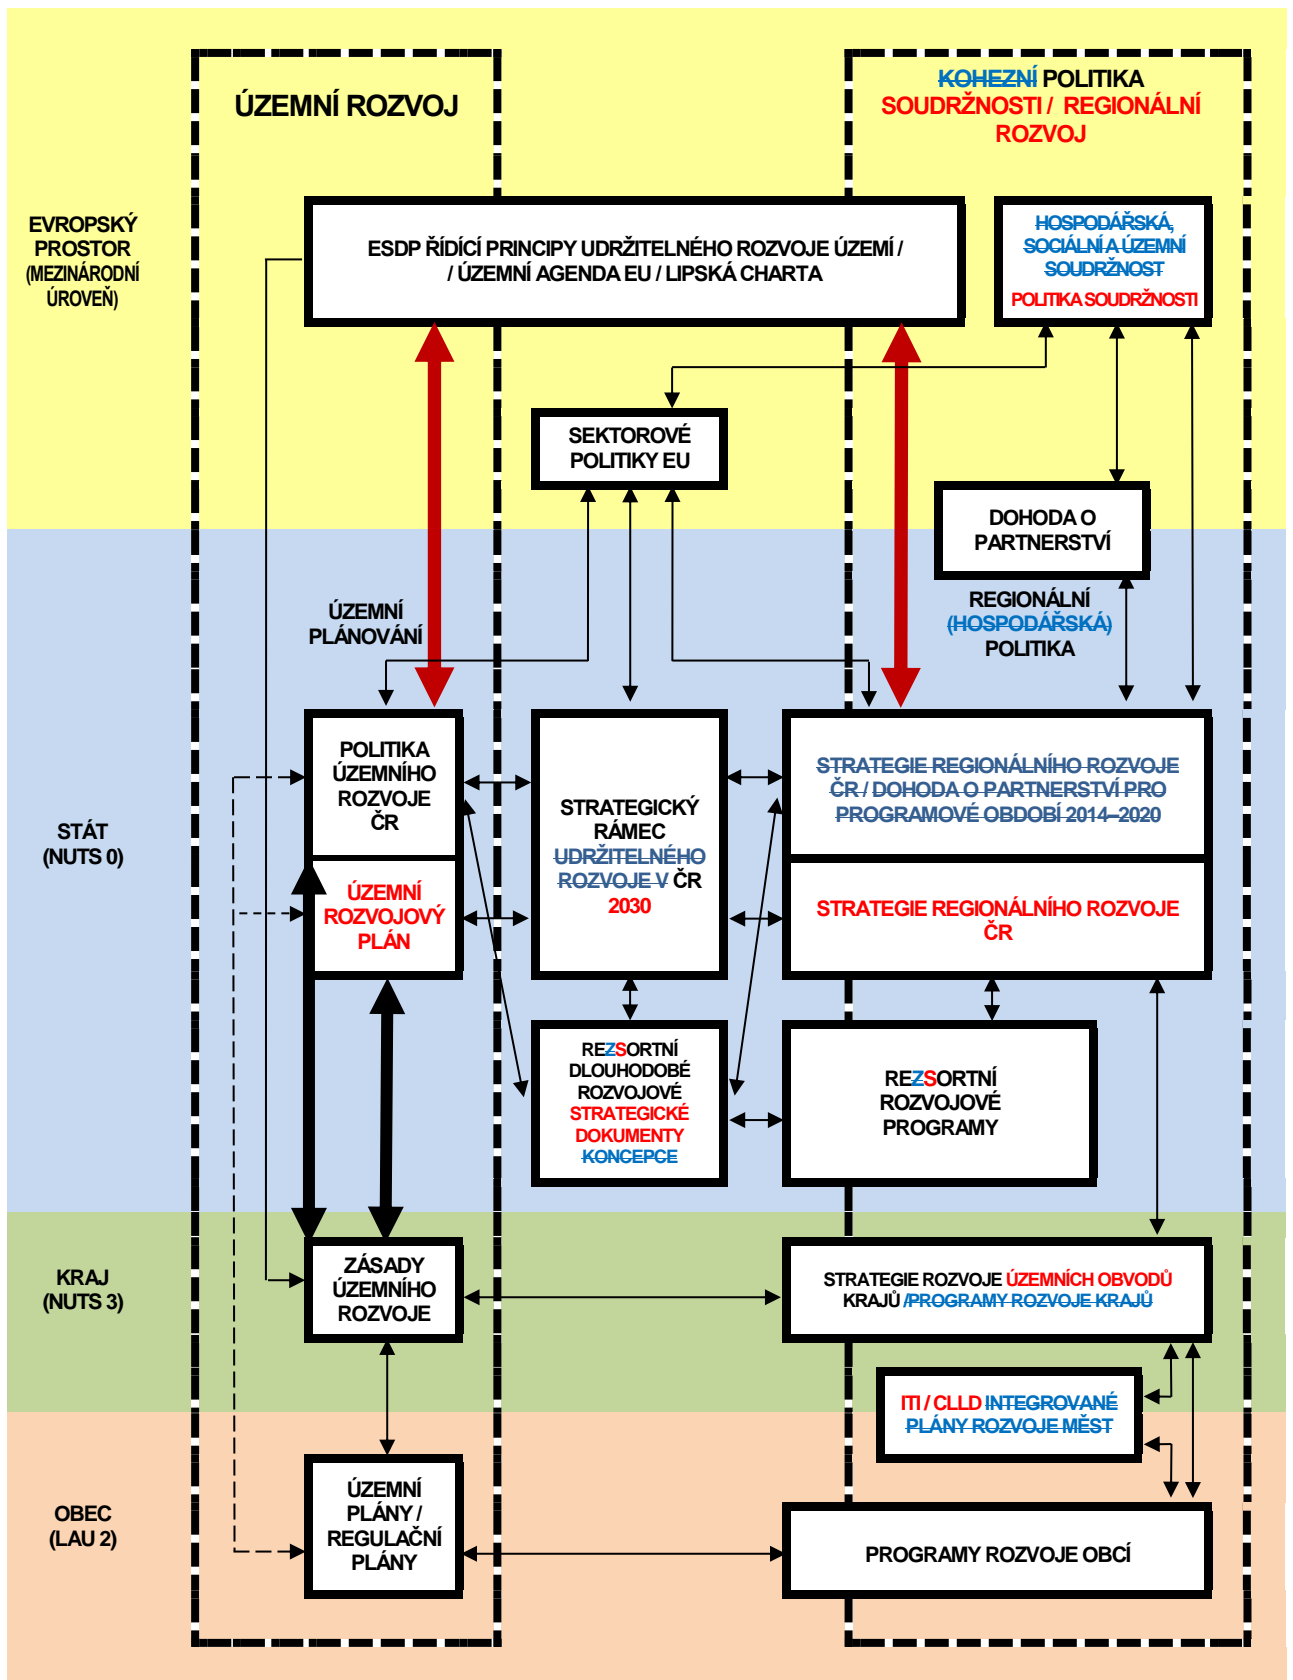 ÚZEMNÍ ROZVOJ
KOHEZNÍ POLITIKA
SOUDRŽNOSTI / REGIONÁLNÍ
ROZVOJ
EVROPSKÝ
PROSTOR
(MEZINÁRODNÍ
ÚROVEŇ)
ESDP ŘÍDÍCÍ PRINCIPY UDRŽITELNÉHO ROZVOJE ÚZEMÍ /
/ ÚZEMNÍ AGENDA EU / LIPSKÁ CHARTA
HOSPODÁŘSKÁ,
SOCIÁLNÍ A ÚZEMNÍ
SOUDRŽNOST
POLITIKA SOUDRŽNOSTI
SEKTOROVÉ
POLITIKY EU
DOHODA O
PARTNERSTVÍ
ÚZEMNÍ
PLÁNOVÁNÍ
REGIONÁLNÍ
(HOSPODÁŘSKÁ)
POLITIKA
STÁT
(NUTS 0)
POLITIKA
ÚZEMNÍHO
ROZVOJE
ČR
ÚZEMNÍ
ROZVOJOVÝ
PLÁN
STRATEGICKÝ
RÁMEC
UDRŽITELNÉHO
ROZVOJE V ČR
2030
STRATEGIE REGIONÁLNÍHO ROZVOJE
ČR / DOHODA O PARTNERSTVÍ PRO
PROGRAMOVÉ OBDOBÍ 2014–2020
STRATEGIE REGIONÁLNÍHO ROZVOJE
ČR
REZSORTNÍ
DLOUHODOBÉ
ROZVOJOVÉ
STRATEGICKÉ
DOKUMENTY
KONCEPCE
REZSORTNÍ
ROZVOJOVÉ
PROGRAMY
KRAJ
(NUTS 3)
ZÁSADY
ÚZEMNÍHO
ROZVOJE
STRATEGIE ROZVOJE ÚZEMNÍCH OBVODŮ
KRAJŮ /PROGRAMY ROZVOJE KRAJŮ
ITI / CLLD INTEGROVANÉ
PLÁNY ROZVOJE MĚST
OBEC
(LAU 2)
ÚZEMNÍ
PLÁNY /
REGULAČNÍ
PLÁNY
PROGRAMY ROZVOJE OBCÍ